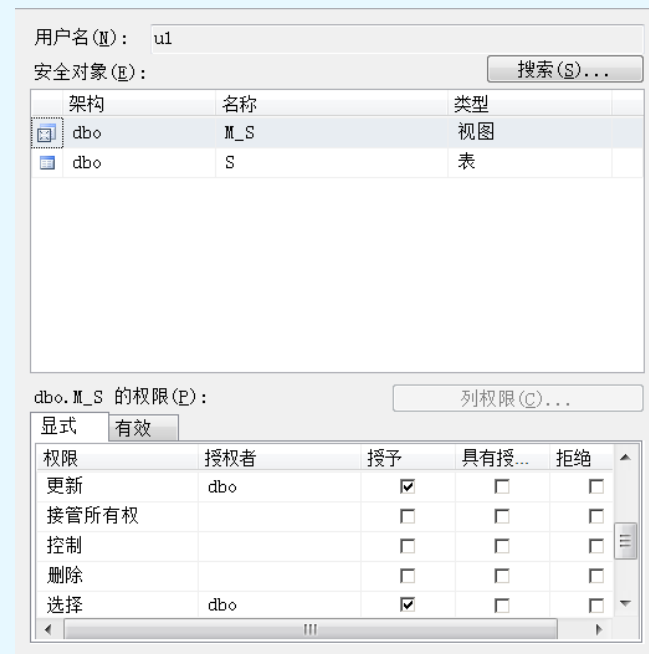 用户名(N): u1
安全对象(E):
搜索(S)...
架构 名称 类型
dbo M_S 视图
dbo S 表
dbo.M_S 的权限(P):
列权限(C)...
显式 有效
权限 授权者 授予 具有授... 拒绝
更新 dbo
接管所有权
控制
删除
选择 dbo